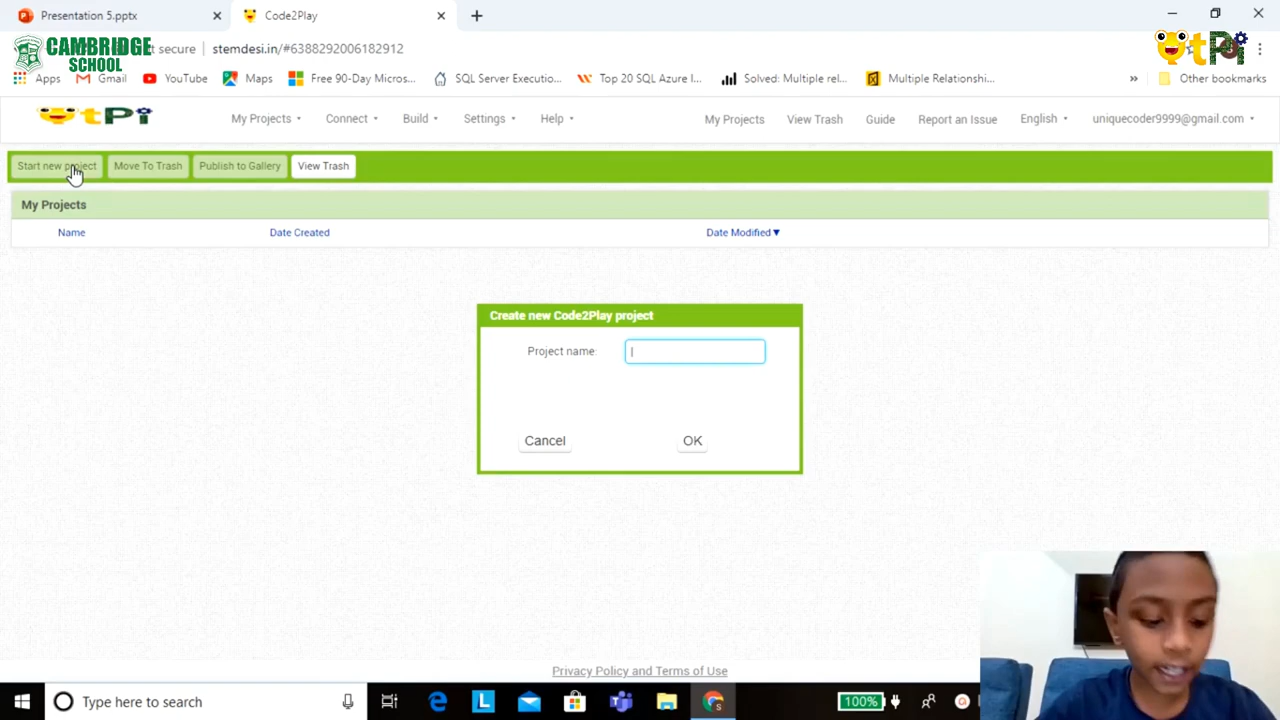 Presentation 5.pptx
Code2Play
CAMBRIDGE
SCHOOL
t secure
stemdesi.in/#6388292006182912
Apps
Gmail
YouTube
Maps
Free 90-Day Micros...
SQL Server Executio...
Top 20 SQL Azure I...
Solved: Multiple rel...
Multiple Relationshi...
Other bookmarks
tPi
My Projects
Connect
Build
Settings
Help
My Projects
View Trash
Guide
Report an Issue
English
uniquecoder9999@gmail.com
Start new project
Move To Trash
Publish to Gallery
View Trash
My Projects
Name
Date Created
Date Modified
Create new Code2Play project
Project name:
Cancel
OK
Privacy Policy and Terms of Use
Type here to search
100%